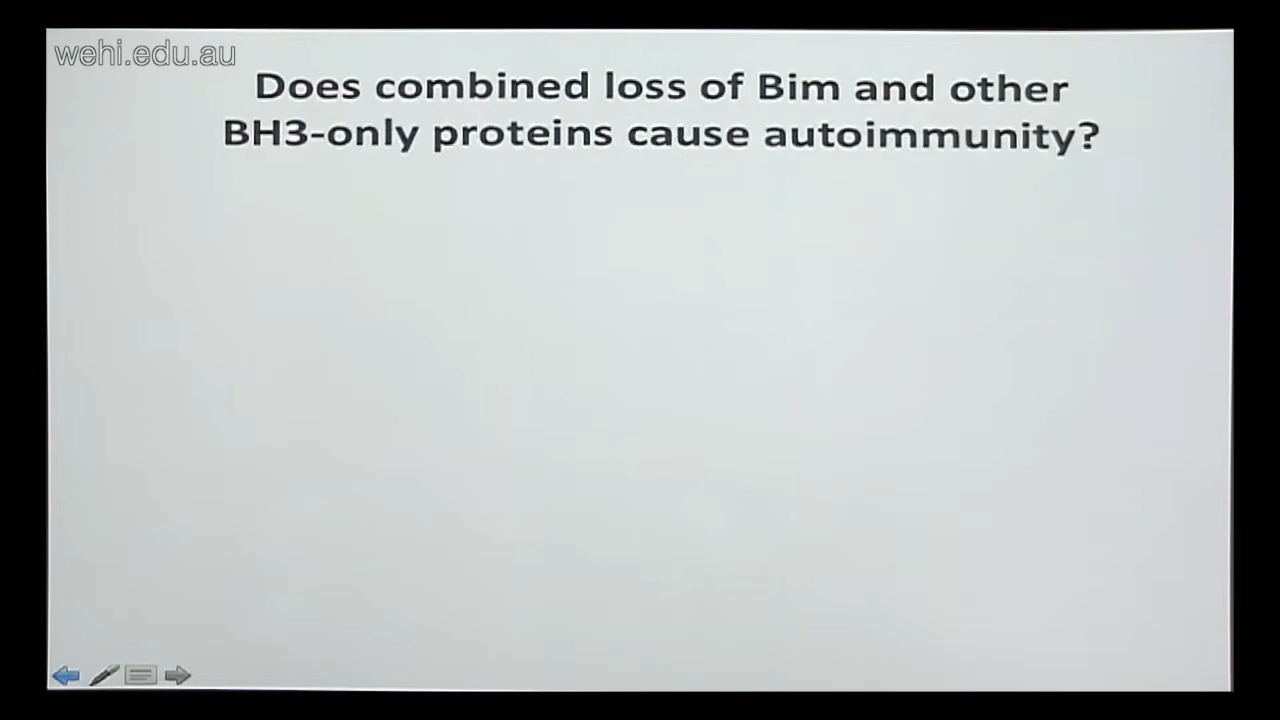 wehi.edu.au
Does combined loss of Bim and other
BH3-only proteins cause autoimmunity?